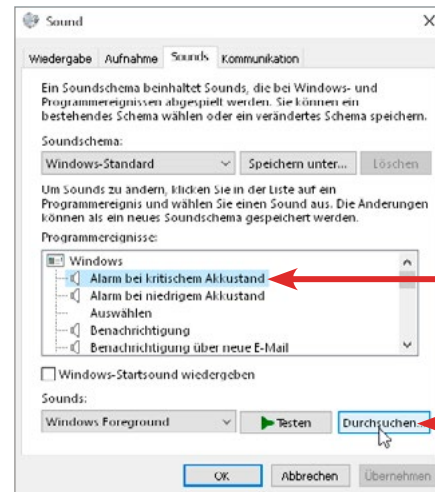 Sound
Wiedergabe Aufnahme Sounds Kommunikation
Ein Soundschema beinhaltet Sounds, die bei Windows- und
Programmereignissen abgespielt werden. Sie können ein
bestehendes Schema wählen oder ein verändertes Schema speichern.
Soundschema:
Windows-Standard Speichern unter... Löschen
Um Sounds zu ändern, klicken Sie in der Liste auf ein
Programmereignis und wählen Sie einen Sound aus. Die Änderungen
können als ein neues Soundschema gespeichert werden.
Programmereignisse:
Windows
Alarm bei kritischem Akkustand
Alarm bei niedrigem Akkustand
Auswählen
Benachrichtigung
Benachrichtigung über neue E-Mail
Windows-Startsound wiedergeben
Sounds:
Windows Foreground Testen Durchsuchen...
OK Abbrechen Übernehmen